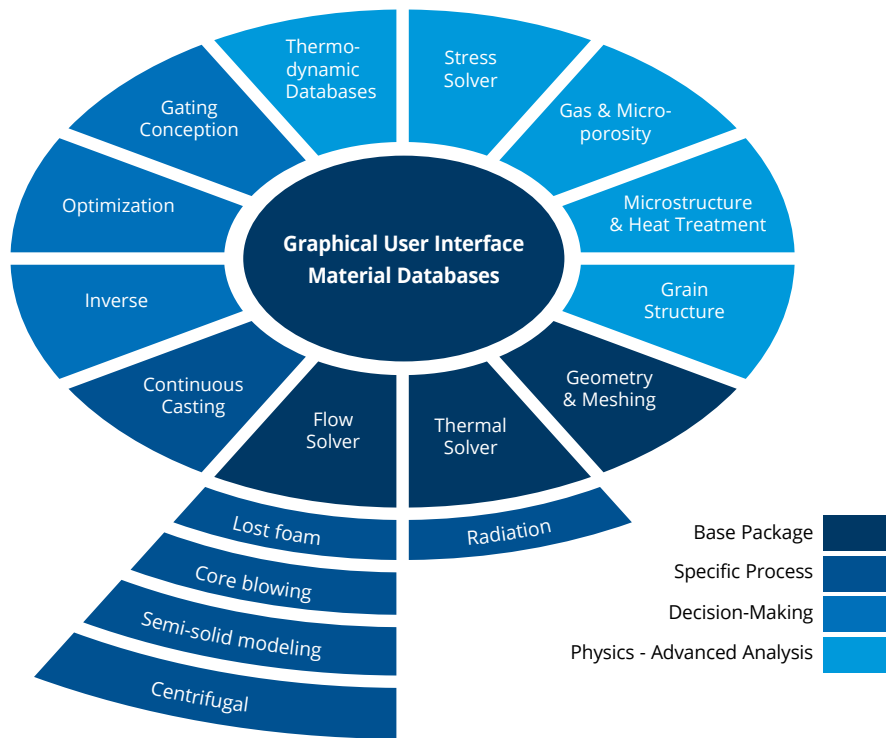 Thermo-
dynamic
Databases
Stress
Solver
Gas & Micro-
porosity
Microstructure
& Heat Treatment
Grain
Structure
Geometry
& Meshing
Thermal
Solver
Flow
Solver
Continuous
Casting
Inverse
Optimization
Gating
Conception
Graphical User Interface
Material Databases
Lost foam
Core blowing
Semi-solid modeling
Centrifugal
Radiation
Base Package
Specific Process
Decision-Making
Physics - Advanced Analysis